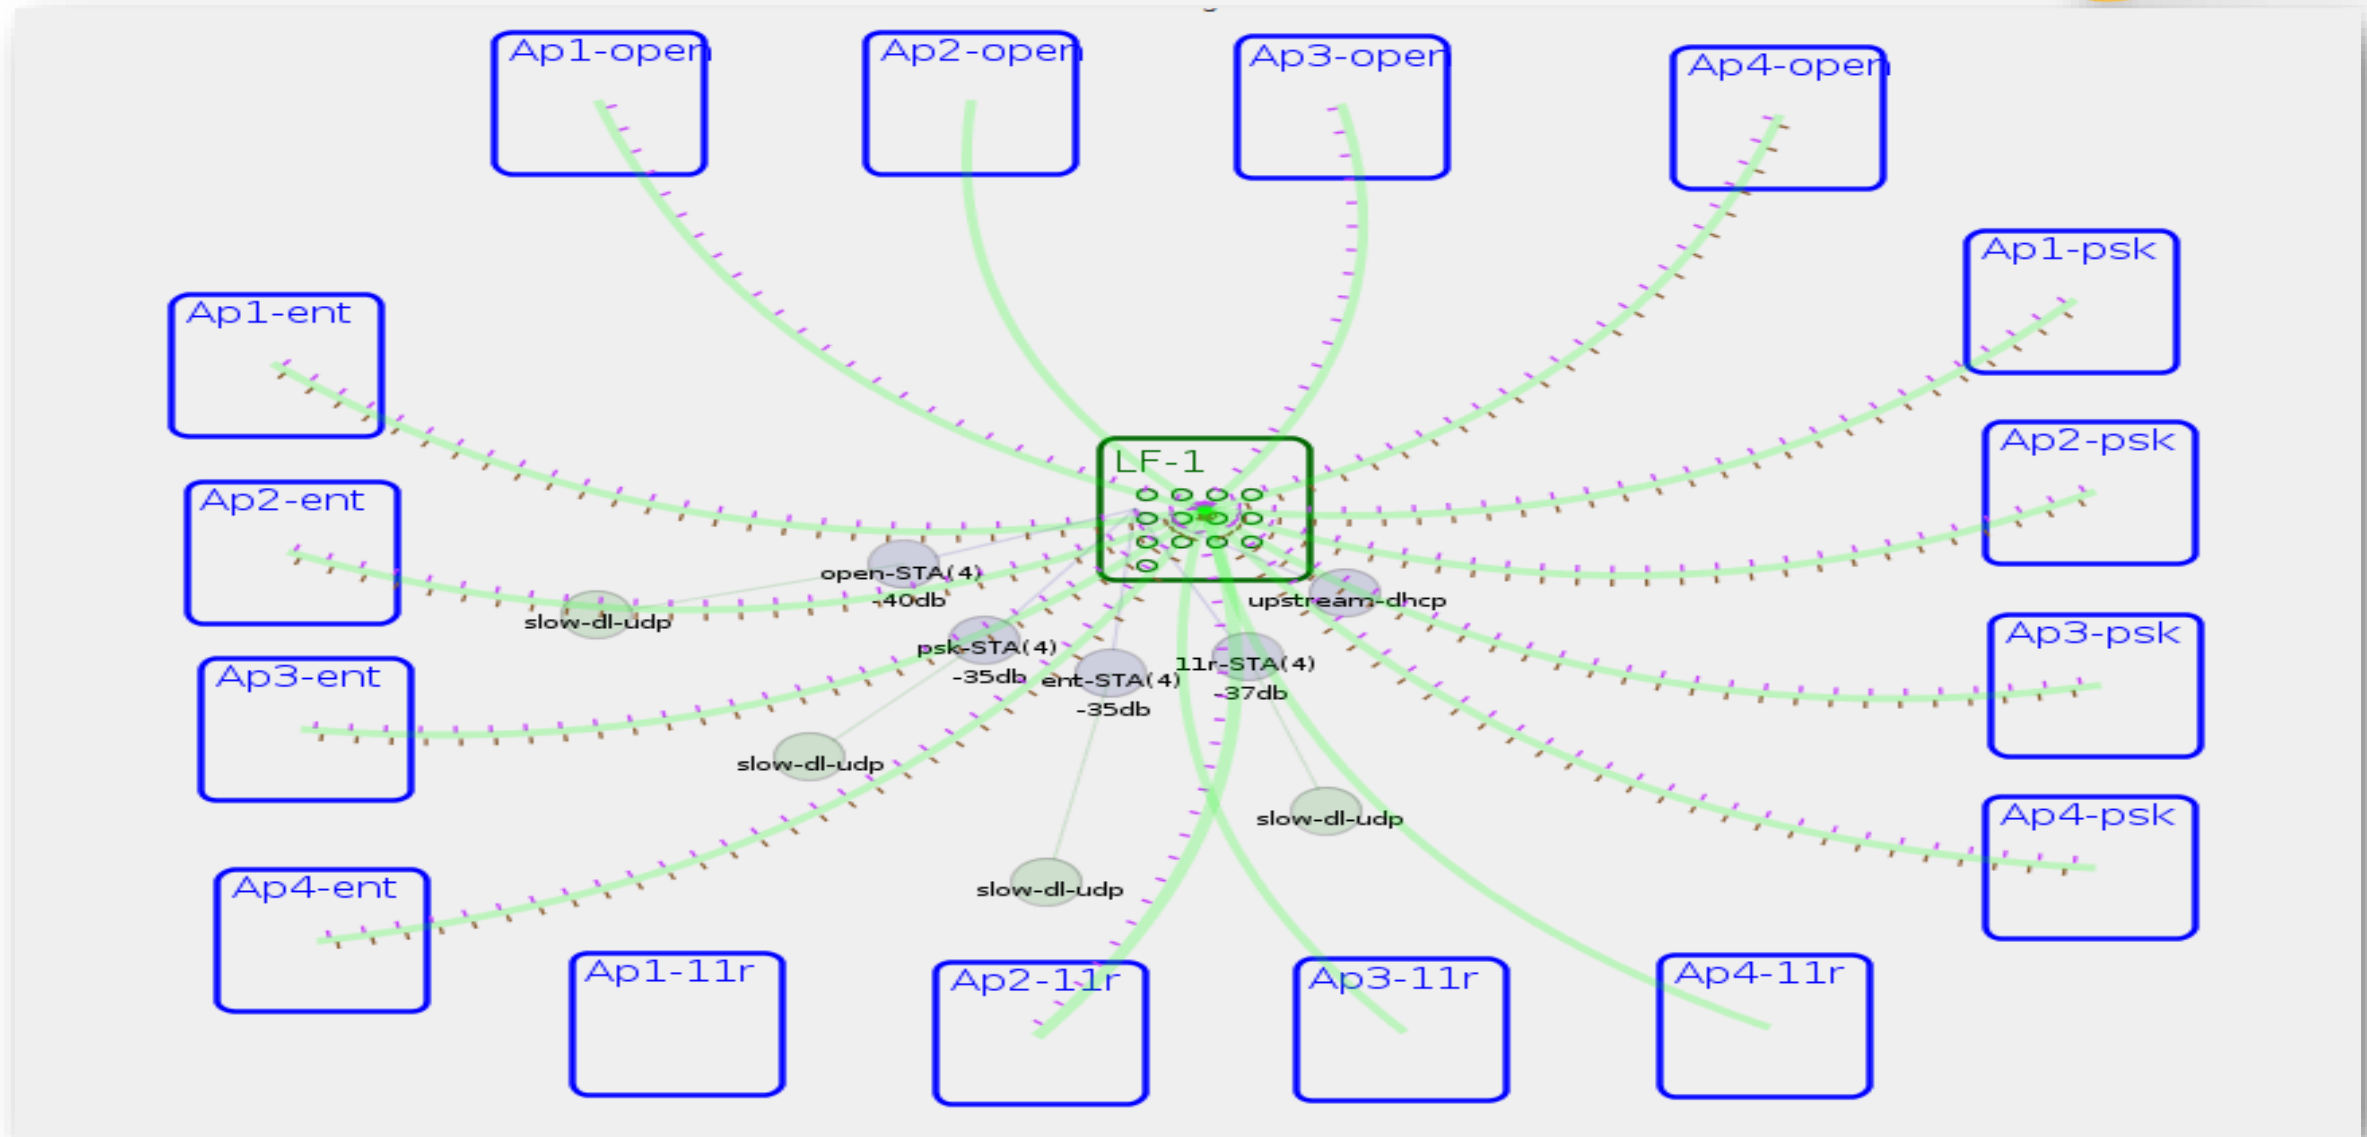 Ap1-open
Ap2-open
Ap3-open
Ap4-open
Ap1-psk
Ap1-ent
Ap2-psk
LF-1
Ap2-ent
open-STA(4)
-40db
upstream-dhcp
slow-dl-udp
Ap3-psk
psk-STA(4)
-35db
11r-STA(4)
-37db
ent-STA(4)
-35db
Ap3-ent
slow-dl-udp
slow-dl-udp
Ap4-psk
Ap4-ent
slow-dl-udp
Ap1-11r
Ap2-11r
Ap3-11r
Ap4-11r